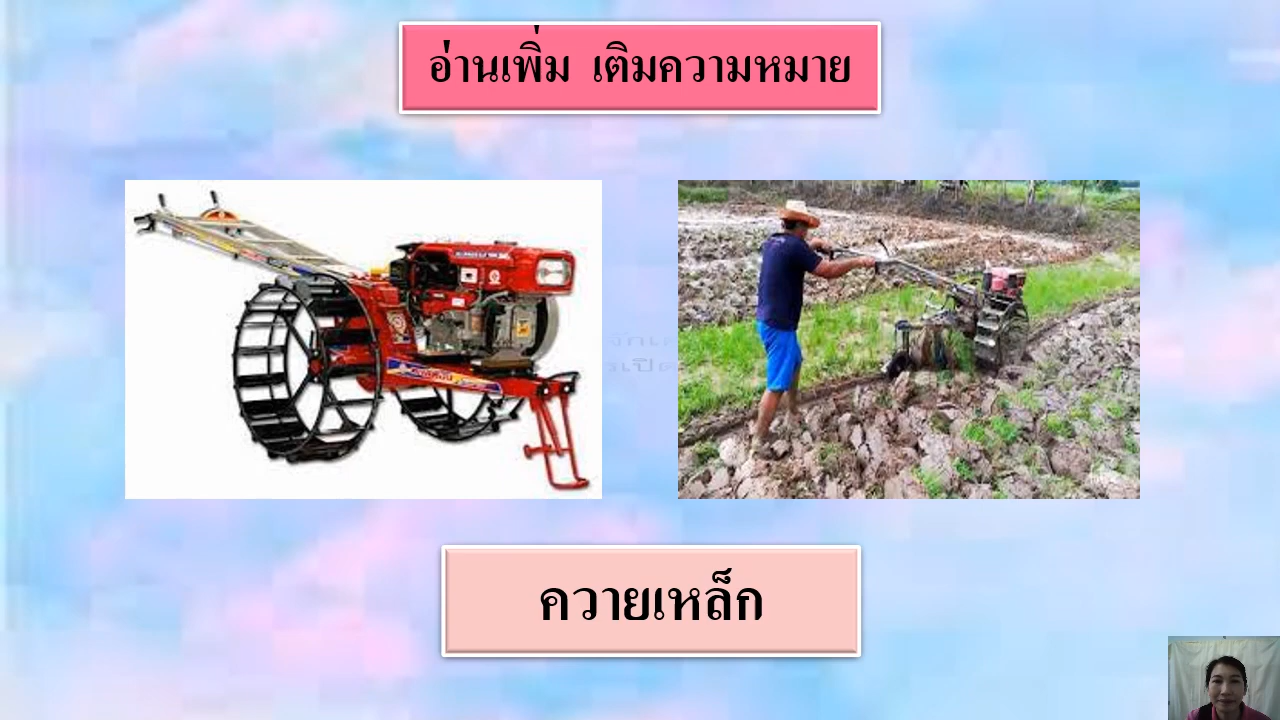 อ่านเพิ่ม เติมความหมาย
ควายเหล็ก